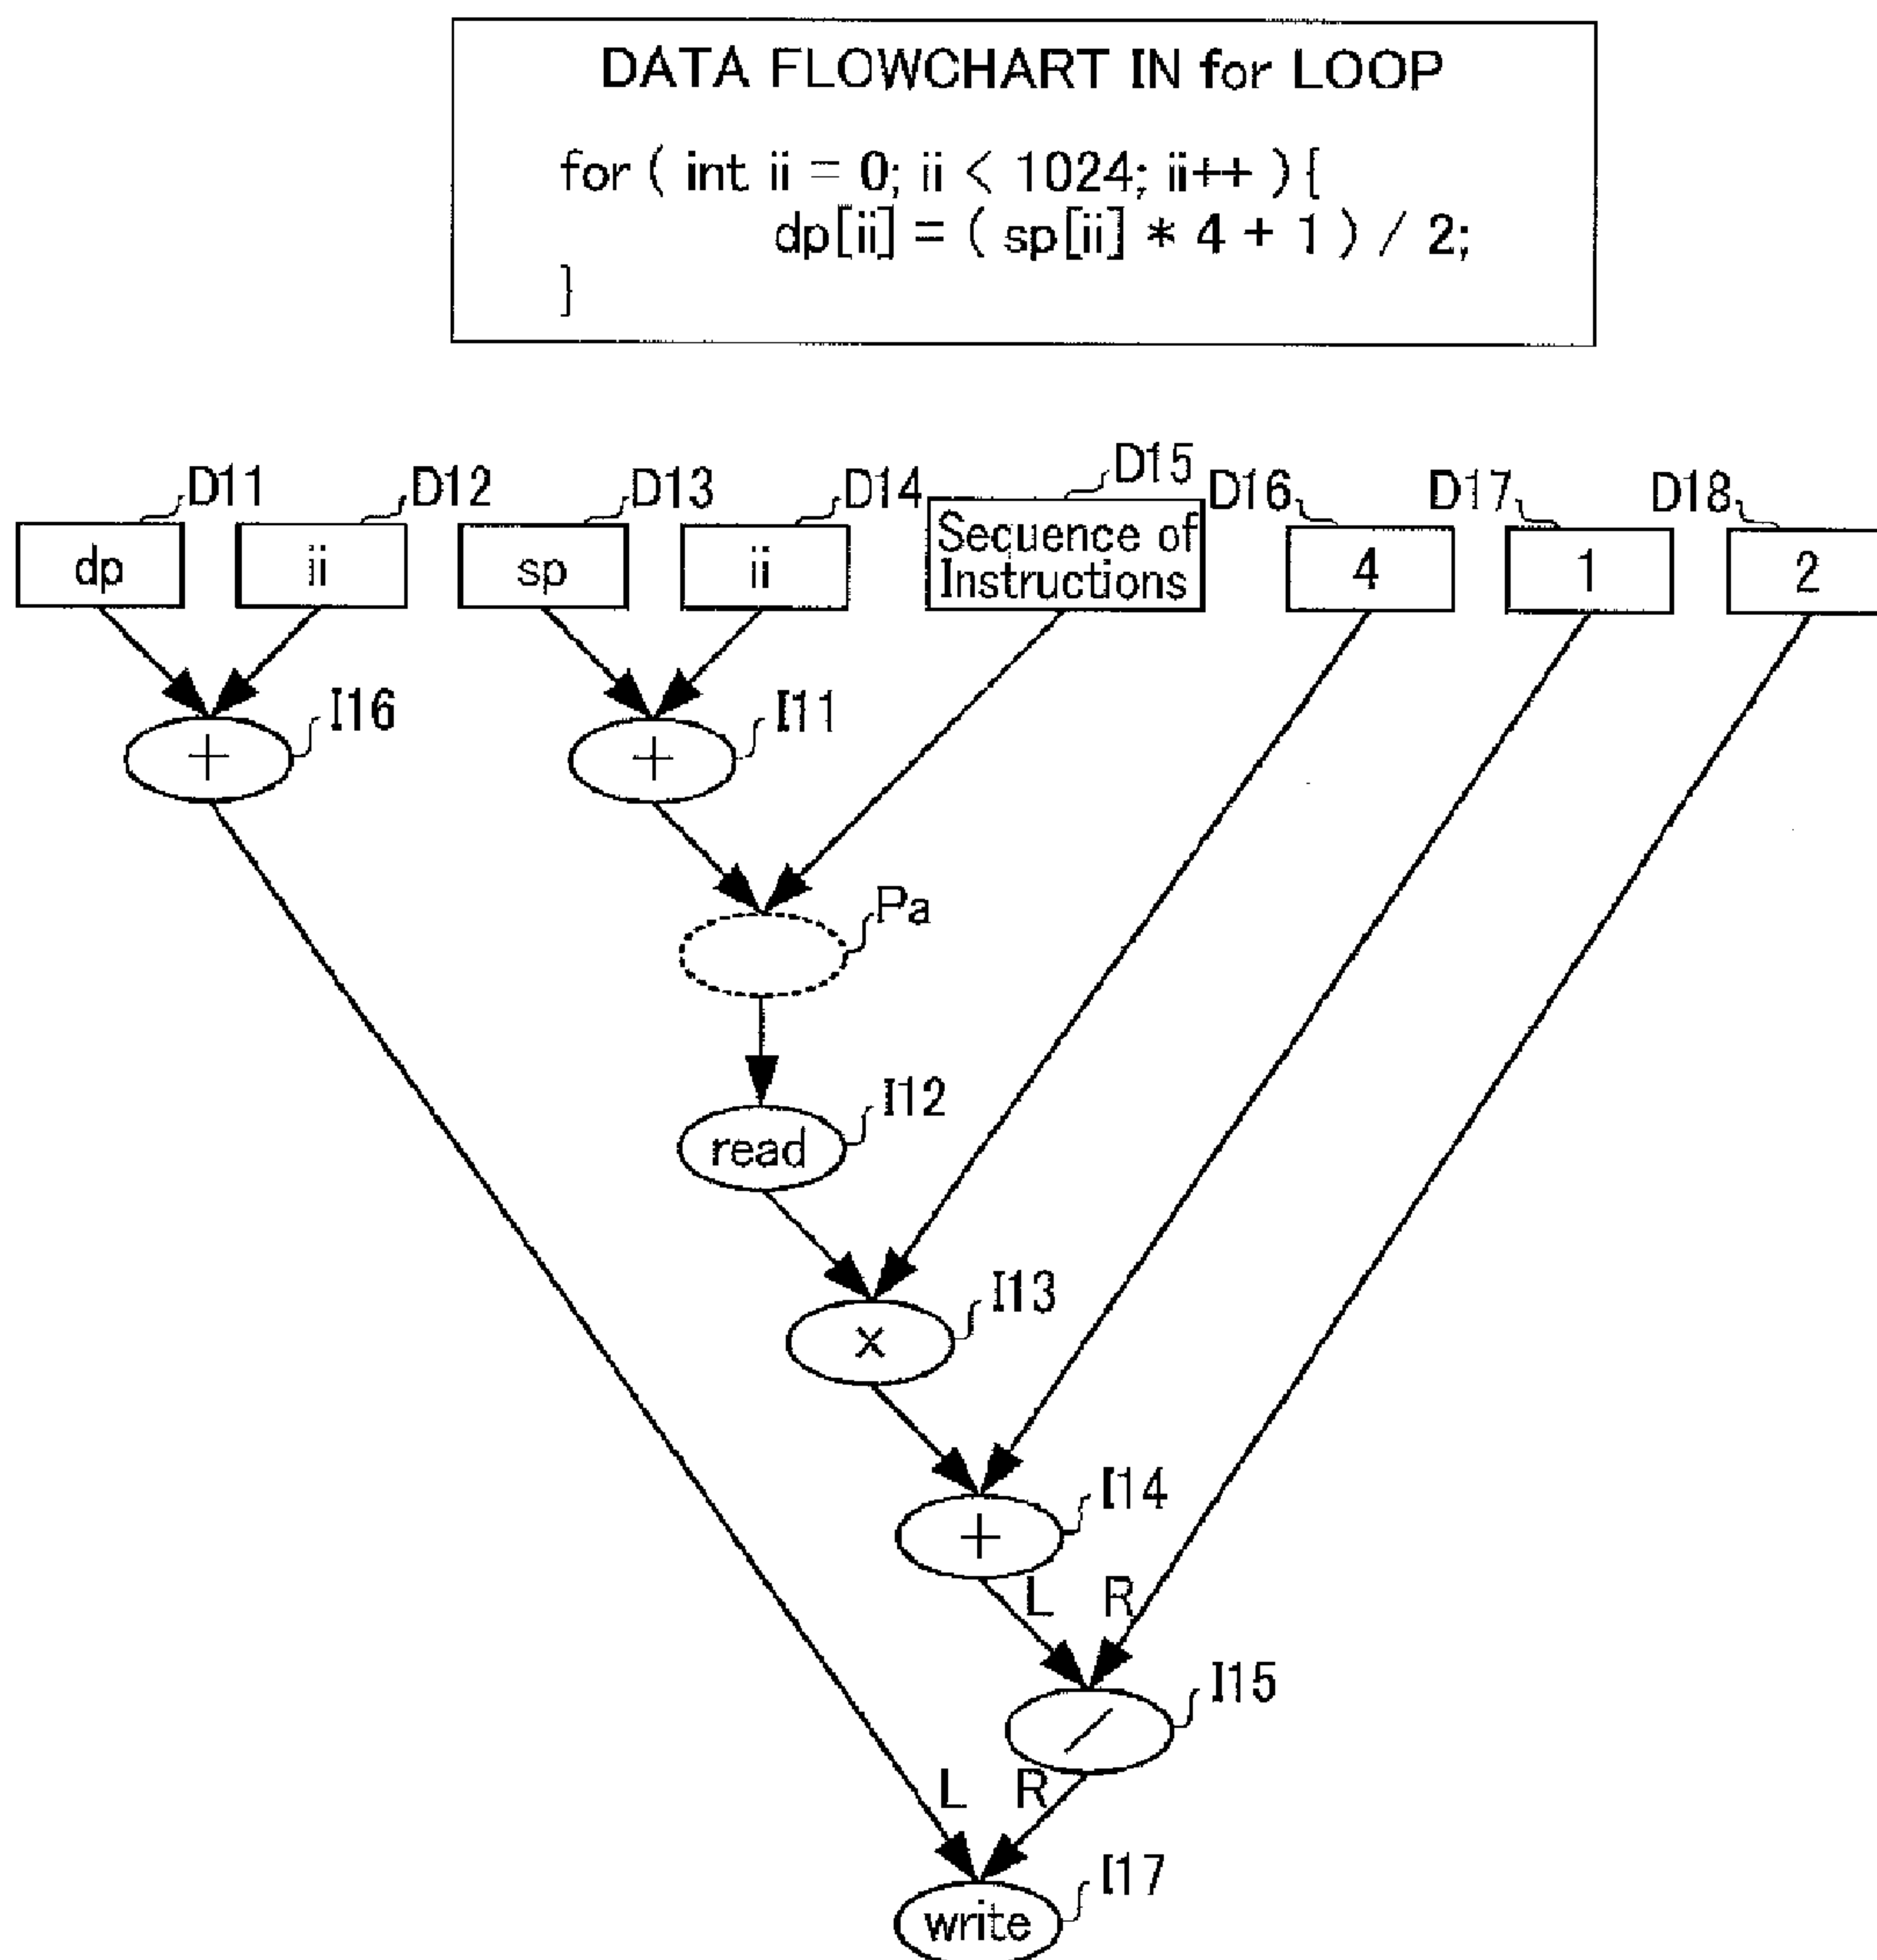 DATA FLOWCHART IN for LOOP
for ( int ii = 0; ii < 1024; ii++ ){
dp[ii] = ( sp[ii] * 4 + 1 ) / 2;
}
D11 D12 D13 D14 D15 D16 D17 D18
dp ii sp ii Secuence of 4 1 2
Instructions
I16 I11
+ +
Pa
I12
read
I13
x
I14
+
L R
I15
/
L R
I17
write